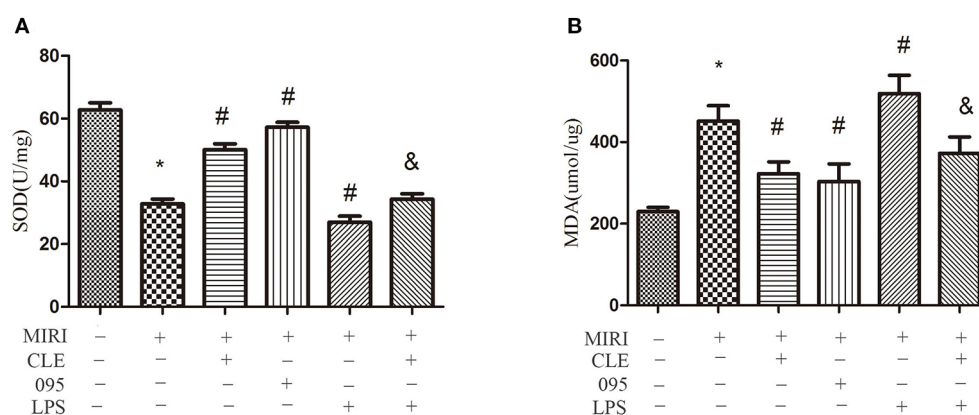 A
SOD(U/mg)
80
60
40
20
0
*
#
#
#
&
MIRI – + + + + +
CLE – – + – – +
095 – – – + – –
LPS – – – – + +
B
MDA(umol/ug)
600
400
200
0
*
#
#
#
&
MIRI – + + + + +
CLE – – + – – +
095 – – – + – –
LPS – – – – + +